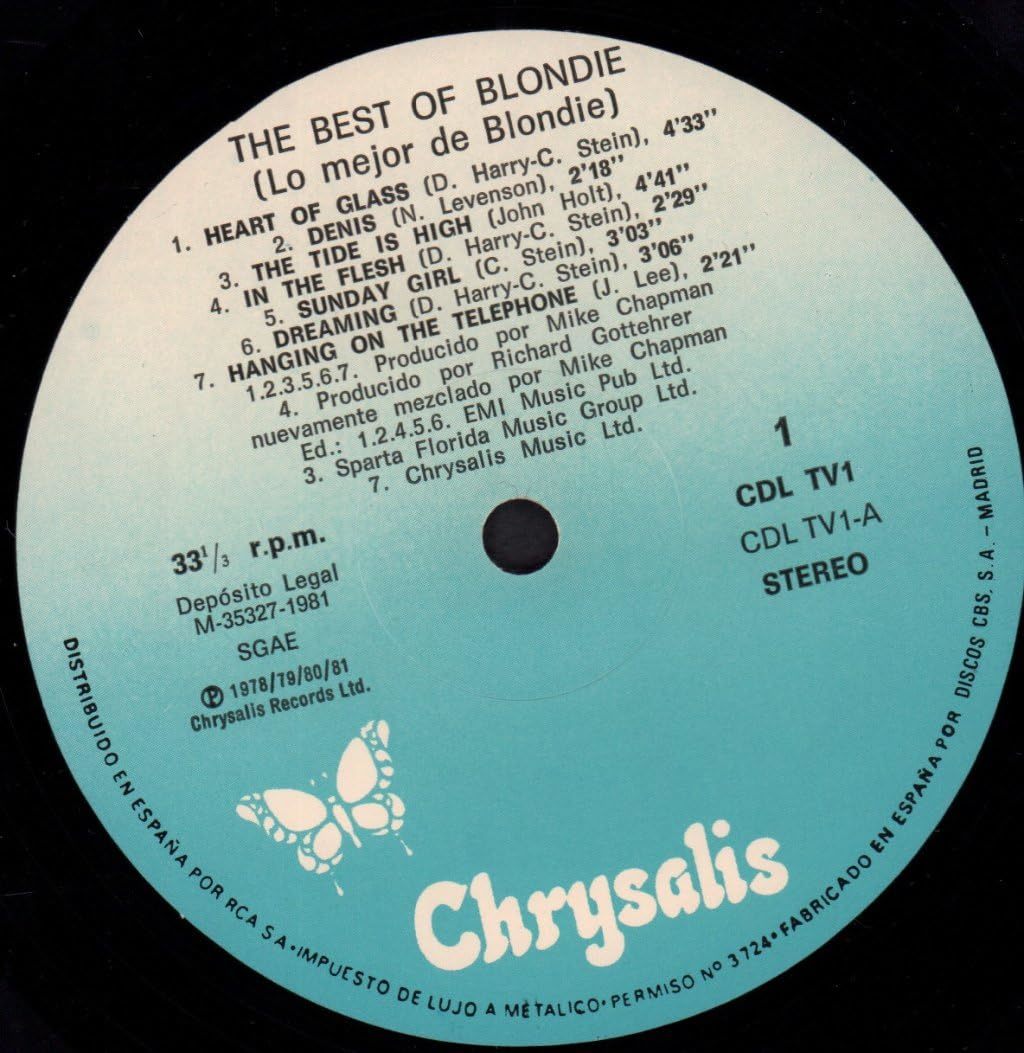 THE BEST OF BLONDIE
(Lo mejor de Blondie)
1. HEART OF GLASS (D. Harry-C. Stein), 4'33''
2. DENIS (N. Levenson), 2'18''
3. THE TIDE IS HIGH (John Holt), 4'41''
4. IN THE FLESH (D. Harry-C. Stein), 2'29''
5. SUNDAY GIRL (C. Stein), 3'03''
6. DREAMING (D. Harry-C. Stein), 3'06''
7. HANGING ON THE TELEPHONE (J. Lee), 2'21''
1.2.3.5.6.7. Producido por Mike Chapman
4. Producido por Richard Gottehrer
nuevamente mezclado por Mike Chapman
Ed.: 1.2.4.5.6. EMI Music Pub Ltd.
3. Sparta Florida Music Group Ltd.
7. Chrysalis Music Ltd.
33 1/3 r.p.m.
Depósito Legal
M-35327-1981
SGAE
℗ 1978/79/80/81
Chrysalis Records Ltd.
1
CDL TV1
CDL TV1-A
STEREO
Chrysalis
DISTRIBUIDO EN ESPAÑA POR RCA S A•IMPUESTO DE LUJO A METALICO•PERMISO Nº 3724•FABRICADO EN ESPAÑA POR DISCOS CBS, S. A. - MADRID